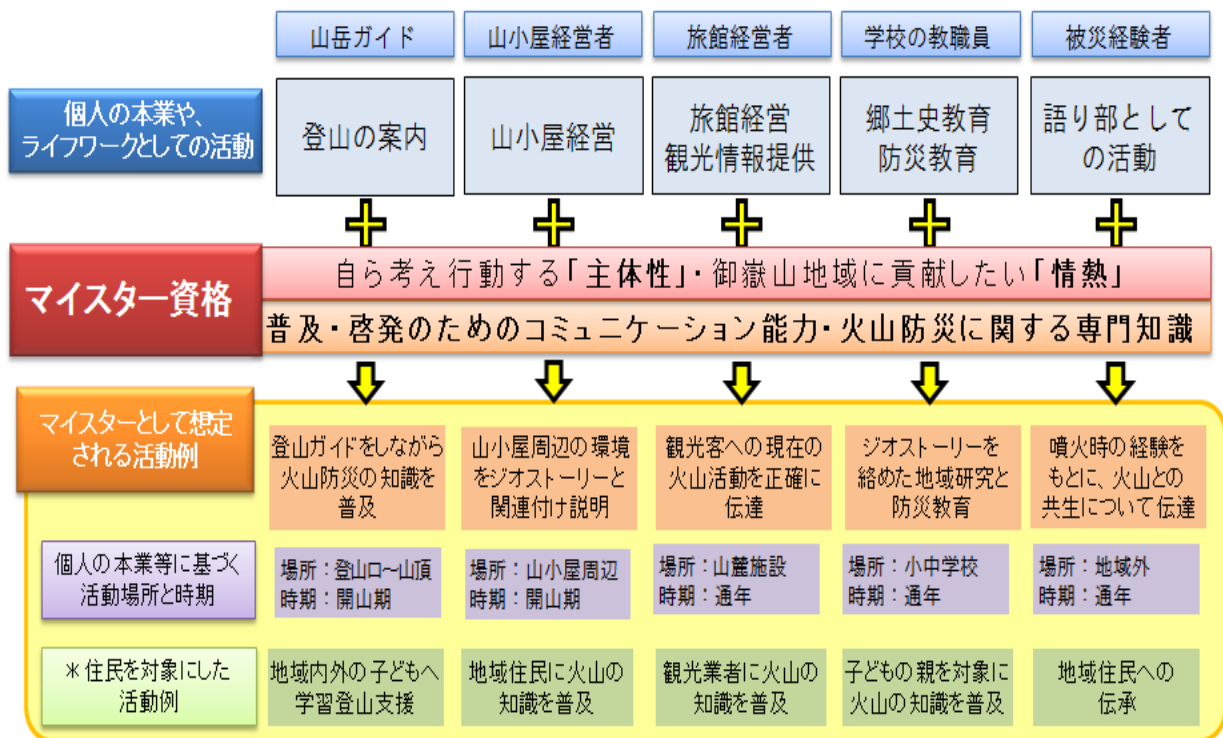 山岳ガイド
山小屋経営者
旅館経営者
学校の教職員
被災経験者
個人の本業や、
ライフワークとしての活動
登山の案内
山小屋経営
旅館経営
観光情報提供
郷土史教育
防災教育
語り部として
の活動
マイスター資格
自ら考え行動する「主体性」・御嶽山地域に貢献したい「情熱」
普及・啓発のためのコミュニケーション能力・火山防災に関する専門知識
マイスターとして想定
される活動例
登山ガイドをしながら
火山防災の知識を
普及
山小屋周辺の環境
をジオストーリーと
関連付け説明
観光客への現在の
火山活動を正確に
伝達
ジオストーリーを
絡めた地域研究と
防災教育
噴火時の経験を
もとに、火山との
共生について伝達
個人の本業等に基づく
活動場所と時期
場所：登山口～山頂
時期：開山期
場所：山小屋周辺
時期：開山期
場所：山麓施設
時期：通年
場所：小中学校
時期：通年
場所：地域外
時期：通年
＊住民を対象にした
活動例
地域内外の子どもへ
学習登山支援
地域住民に火山の
知識を普及
観光業者に火山の
知識を普及
子どもの親を対象に
火山の知識を普及
地域住民への
伝承